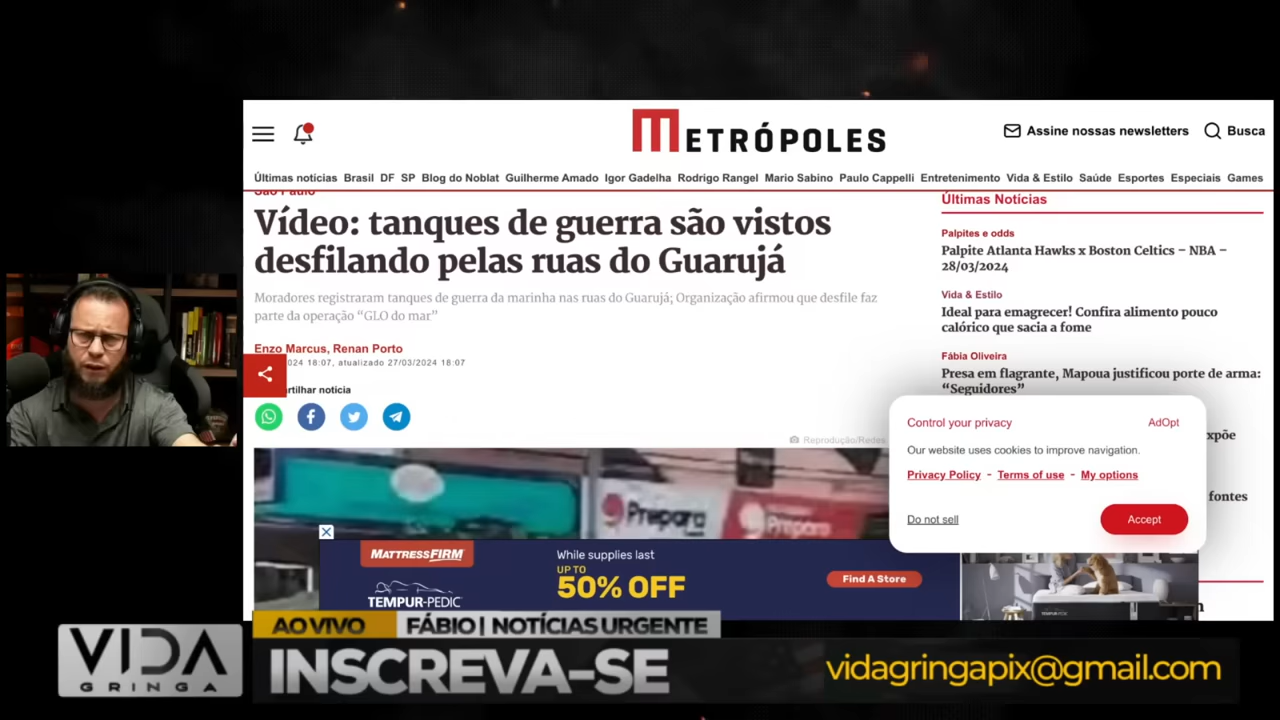 METRÓPOLES
Assine nossas newsletters
Busca
Últimas notícias Brasil DF SP Blog do Noblat Guilherme Amado Igor Gadelha Rodrigo Rangel Mario Sabino Paulo Cappelli Entretenimento Vida & Estilo Saúde Esportes Especiais Games
São Paulo
Vídeo: tanques de guerra são vistos
desfilando pelas ruas do Guarujá
Moradores registraram tanques de guerra da marinha nas ruas do Guarujá; Organização afirmou que desfile faz
parte da operação “GLO do mar”
Enzo Marcus, Renan Porto
024 18:07, atualizado 27/03/2024 18:07
artilhar notícia
Reprodução/Redes
Últimas Notícias
Palpites e odds
Palpite Atlanta Hawks x Boston Celtics – NBA –
28/03/2024
Vida & Estilo
Ideal para emagrecer! Confira alimento pouco
calórico que sacia a fome
Fábia Oliveira
Presa em flagrante, Mapoua justificou porte de arma:
“Seguidores”
xpõe
fontes
Control your privacy
AdOpt
Our website uses cookies to improve navigation.
Privacy Policy - Terms of use - My options
Do not sell
Accept
Prepara
Prepara
MATTRESSFIRM
TEMPUR-PEDIC
While supplies last
UP TO
50% OFF
Find A Store
AO VIVO
FÁBIO | NOTÍCIAS URGENTE
VIDA
GRINGA
INSCREVA-SE
vidagringapix@gmail.com